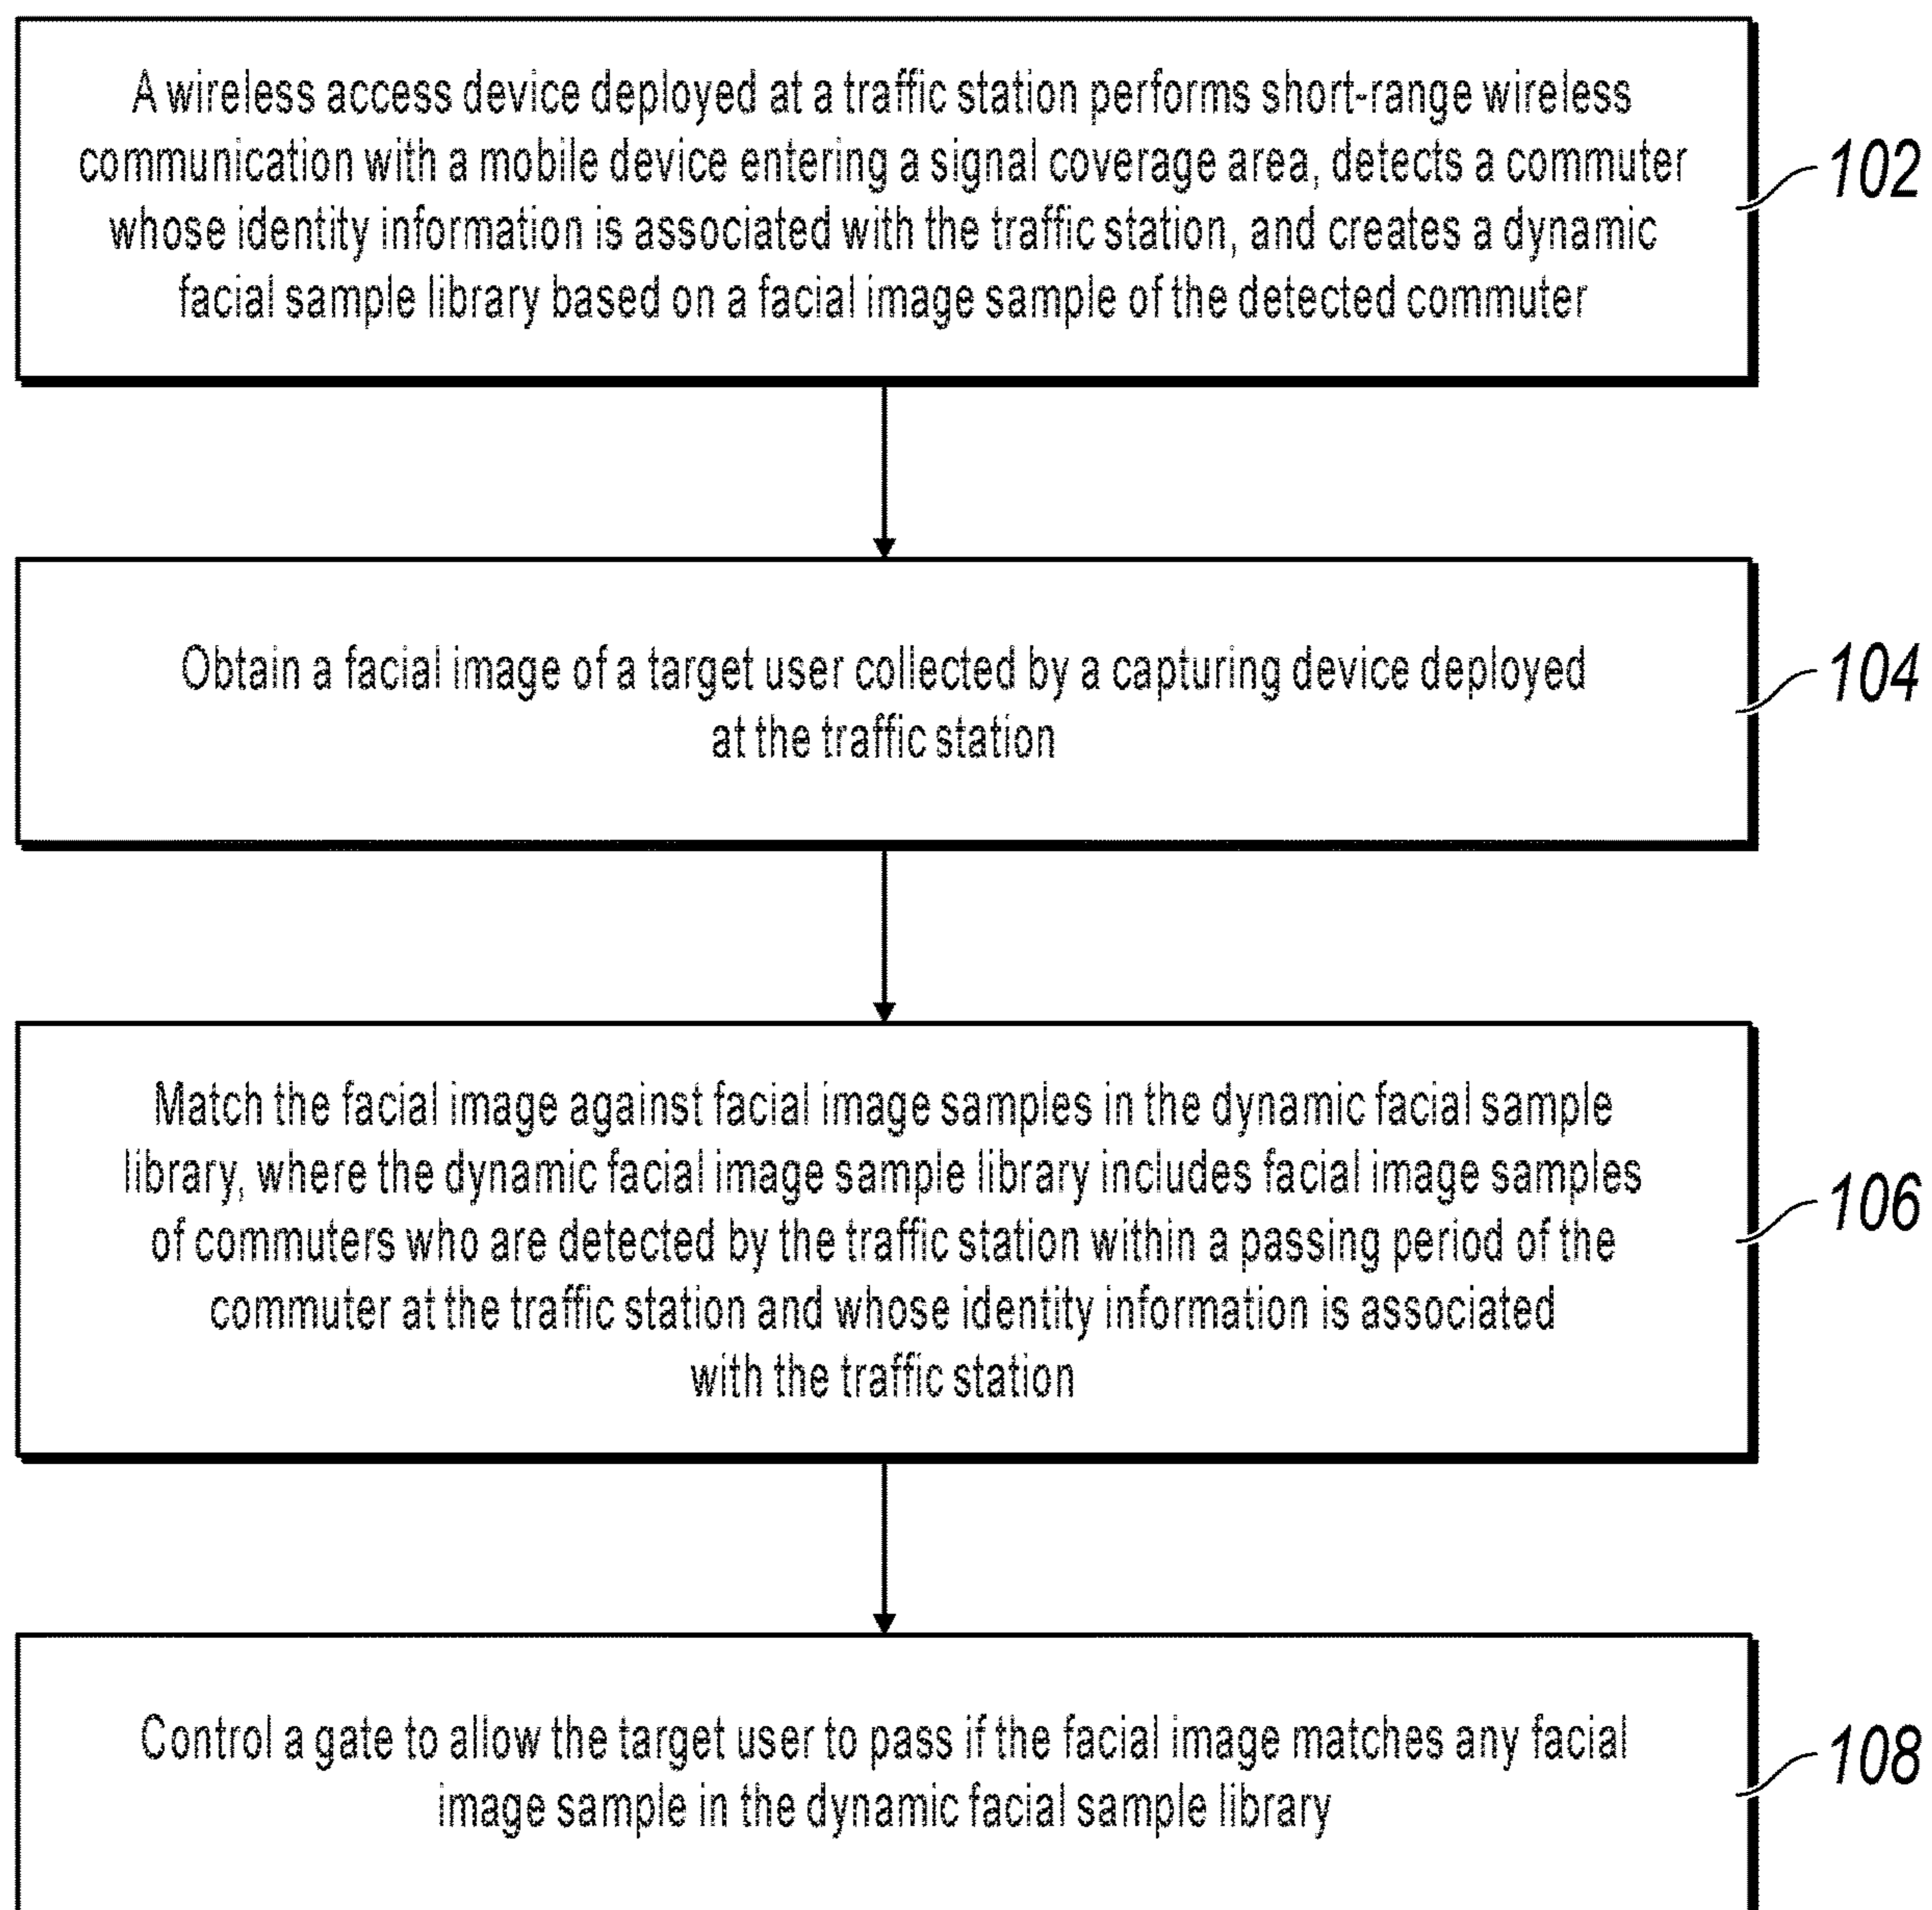 A wireless access device deployed at a traffic station performs short-range wireless
communication with a mobile device entering a signal coverage area, detects a commuter
whose identity information is associated with the traffic station, and creates a dynamic
facial sample library based on a facial image sample of the detected commuter
102
Obtain a facial image of a target user collected by a capturing device deployed
at the traffic station
104
Match the facial image against facial image samples in the dynamic facial sample
library, where the dynamic facial image sample library includes facial image samples
of commuters who are detected by the traffic station within a passing period of the
commuter at the traffic station and whose identity information is associated
with the traffic station
106
Control a gate to allow the target user to pass if the facial image matches any facial
image sample in the dynamic facial sample library
108